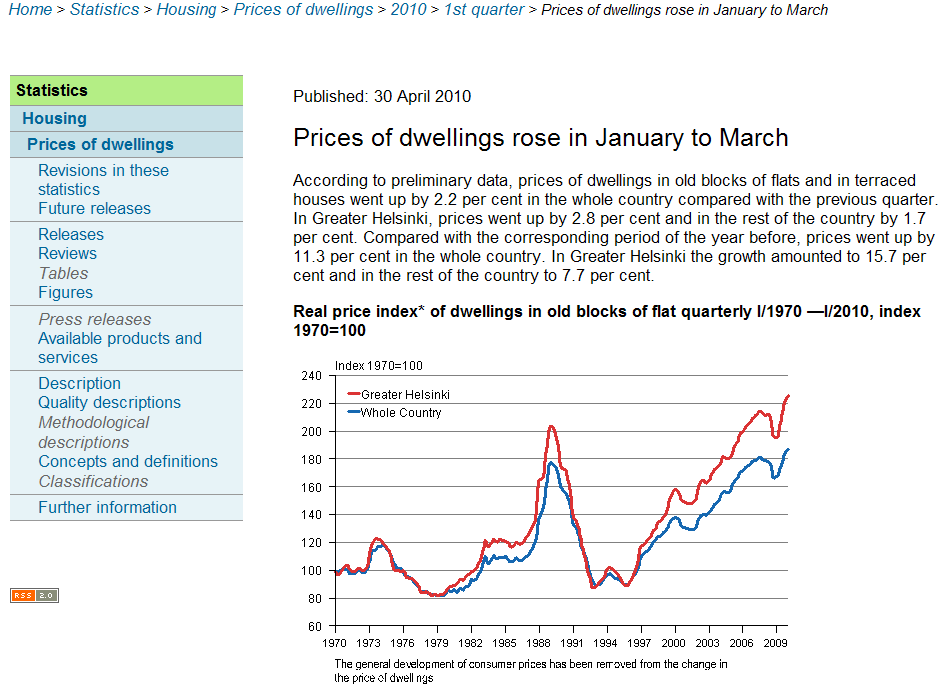 Home > Statistics > Housing > Prices of dwellings > 2010 > 1st quarter > Prices of dwellings rose in January to March
Statistics
Housing
Prices of dwellings
Revisions in these
statistics
Future releases
Releases
Reviews
Tables
Figures
Press releases
Available products and
services
Description
Quality descriptions
Methodological
descriptions
Concepts and definitions
Classifications
Further information
RSS 2.0
Published: 30 April 2010
Prices of dwellings rose in January to March
According to preliminary data, prices of dwellings in old blocks of flats and in terraced
houses went up by 2.2 per cent in the whole country compared with the previous quarter.
In Greater Helsinki, prices went up by 2.8 per cent and in the rest of the country by 1.7
per cent. Compared with the corresponding period of the year before, prices went up by
11.3 per cent in the whole country. In Greater Helsinki the growth amounted to 15.7 per
cent and in the rest of the country to 7.7 per cent.
Real price index* of dwellings in old blocks of flat quarterly I/1970 —I/2010, index
1970=100
Index 1970=100
240
220
200
180
160
140
120
100
80
60
Greater Helsinki
Whole Country
1970 1973 1976 1979 1982 1985 1988 1991 1994 1997 2000 2003 2006 2009
The general development of consumer prices has been removed from the change in
the price of dwellings